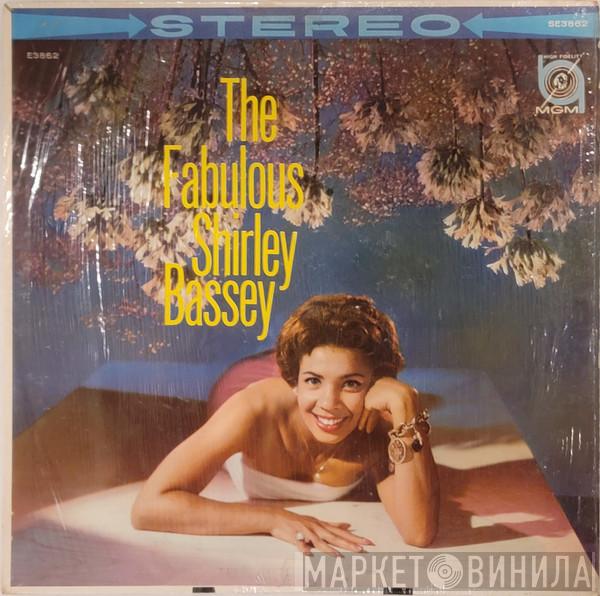 STEREO
E3862
SE3862
HIGH FIDELITY
MGM
The
Fabulous
Shirley
Bassey
МАРКЕТ ВИНИЛА